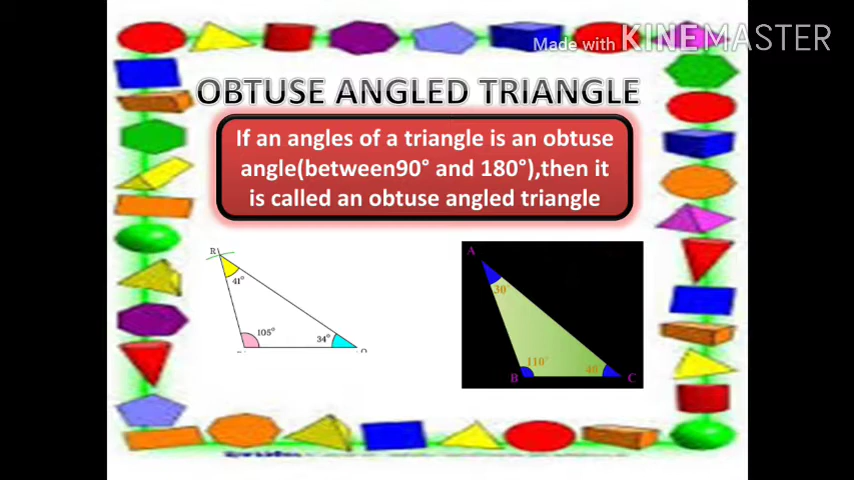 Made with KINEMASTER
OBTUSE ANGLED TRIANGLE
If an angles of a triangle is an obtuse
angle(between90° and 180°),then it
is called an obtuse angled triangle
R
41°
105°
34°
A
30°
110°
40
B
C